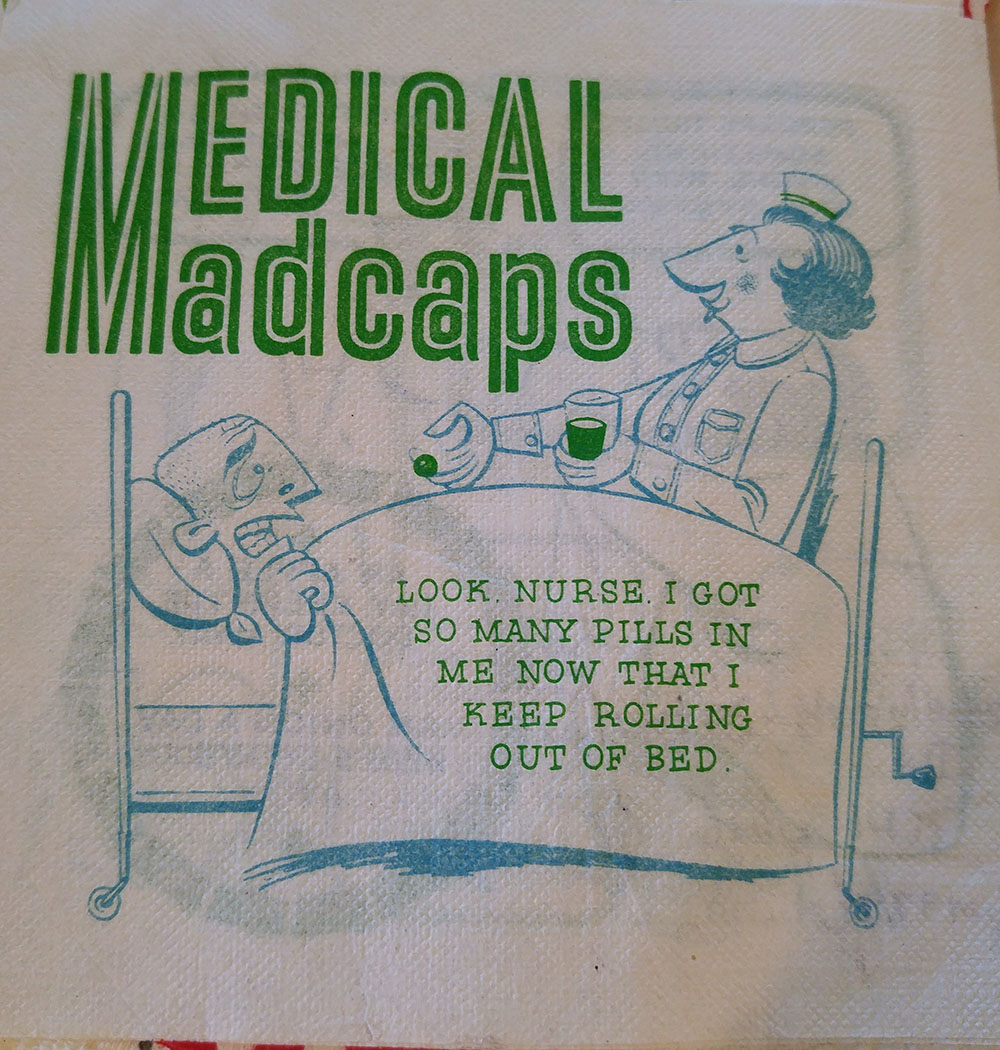 MEDICAL
Madcaps
LOOK. NURSE. I GOT
SO MANY PILLS IN
ME NOW THAT I
KEEP ROLLING
OUT OF BED.